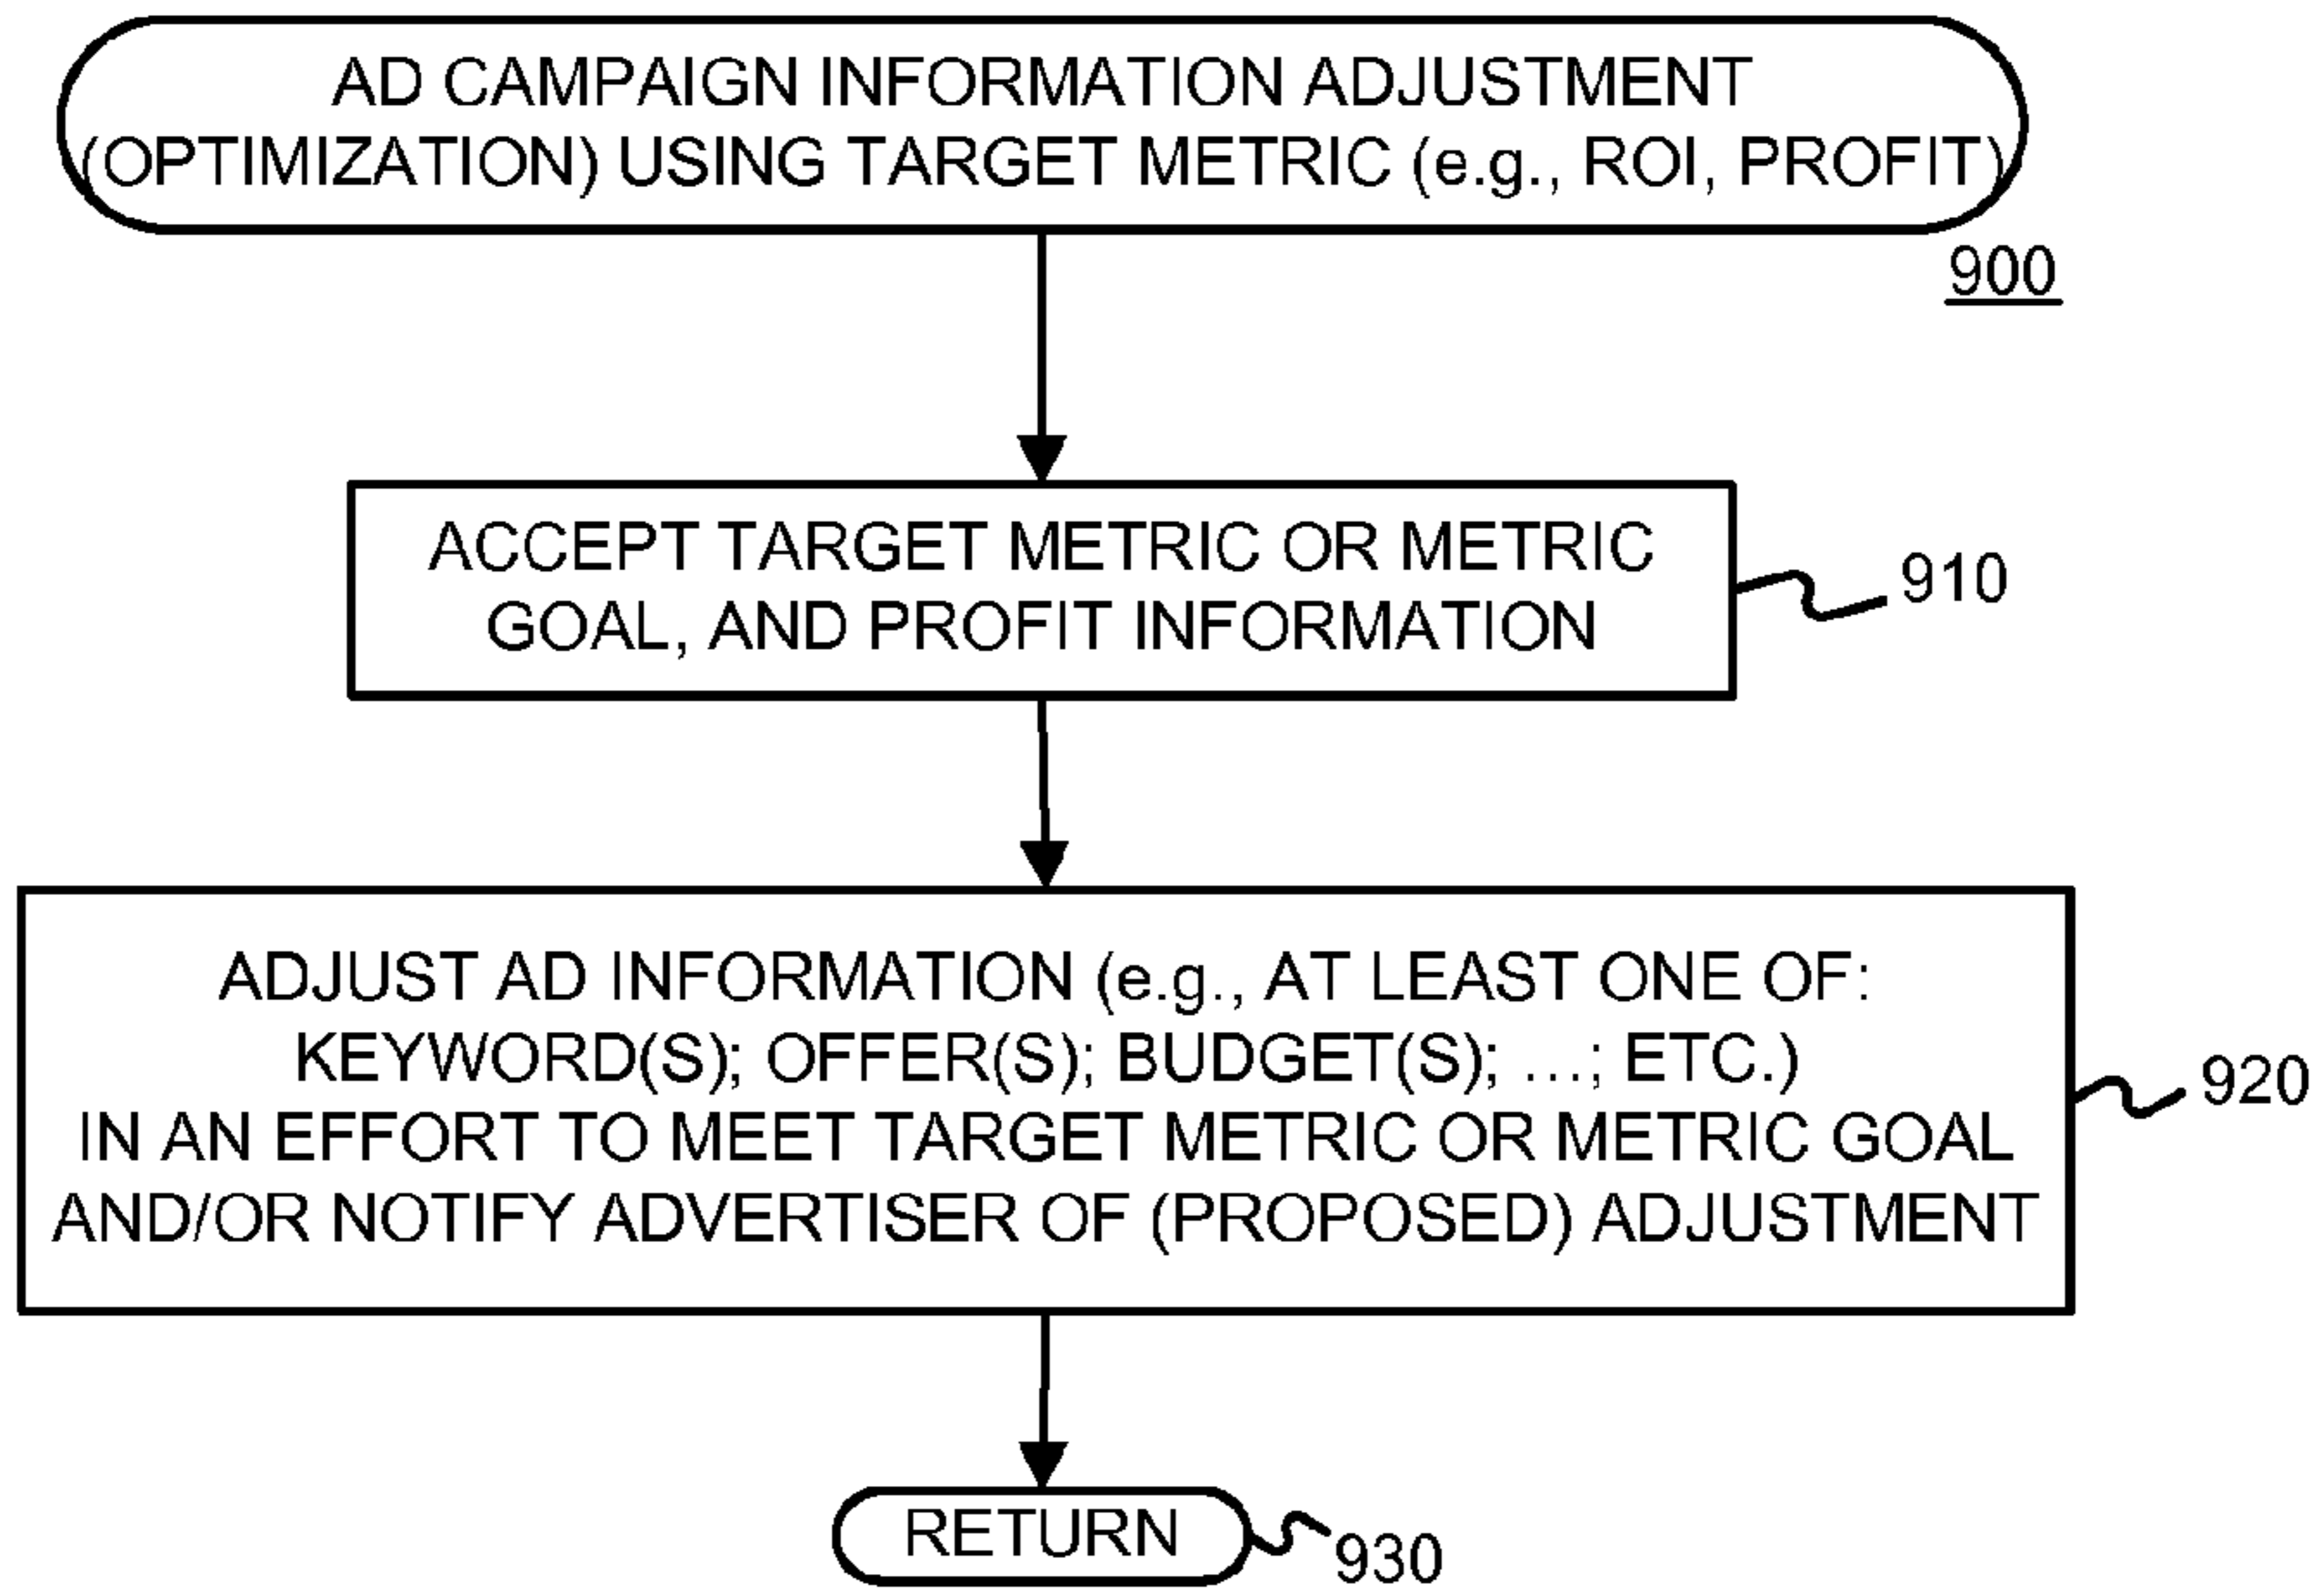 AD CAMPAIGN INFORMATION ADJUSTMENT
(OPTIMIZATION) USING TARGET METRIC (e.g., ROI, PROFIT)
900
ACCEPT TARGET METRIC OR METRIC
GOAL, AND PROFIT INFORMATION
910
ADJUST AD INFORMATION (e.g., AT LEAST ONE OF:
KEYWORD(S); OFFER(S); BUDGET(S); ...; ETC.)
IN AN EFFORT TO MEET TARGET METRIC OR METRIC GOAL
AND/OR NOTIFY ADVERTISER OF (PROPOSED) ADJUSTMENT
920
RETURN
930